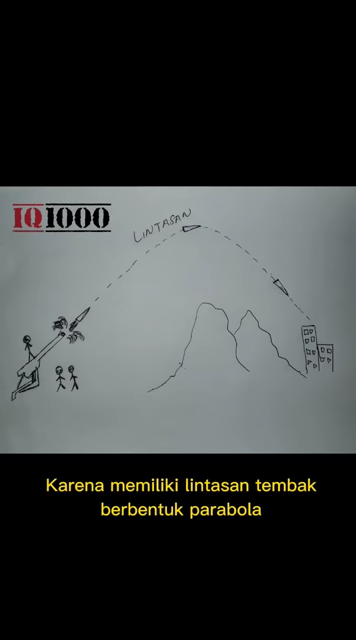 IQ1000
LINTASAN
Karena memiliki lintasan tembak
berbentuk parabola